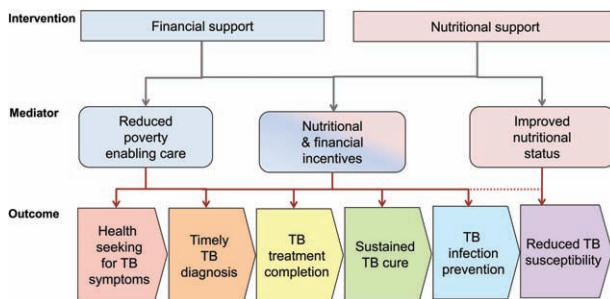 Intervention
Financial support
Nutritional support
Mediator
Reduced
poverty
enabling care
Nutritional
& financial
incentives
Improved
nutritional
status
Outcome
Health
seeking
for TB
symptoms
Timely
TB
diagnosis
TB
treatment
completion
Sustained
TB cure
TB
infection
prevention
Reduced TB
susceptibility